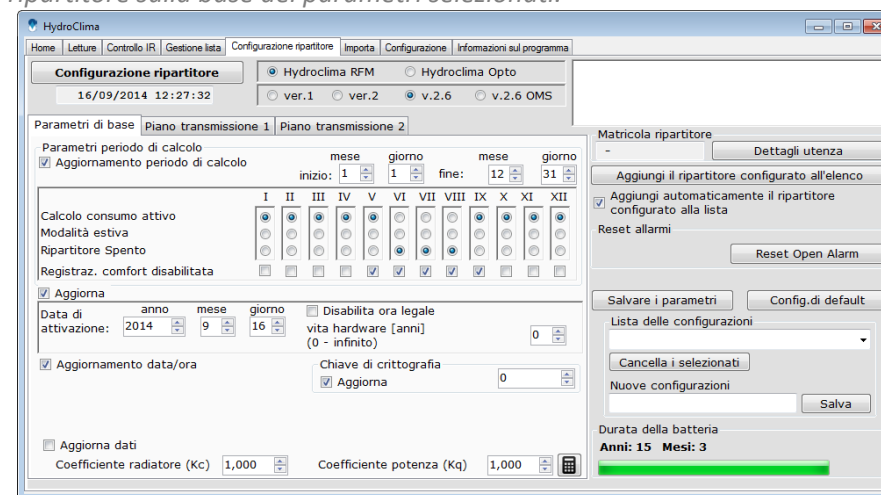 ripartitore sulla base dei parametri selezionati.
HydroClima
Home Letture Controllo IR Gestione lista Configurazione ripartitore Importa Configurazione Informazioni sul programma
Configurazione ripartitore
Hydroclima RFM Hydroclima Opto
16/09/2014 12:27:32
ver.1 ver.2 v.2.6 v.2.6 OMS
Parametri di base Piano transmissione 1 Piano transmissione 2
Parametri periodo di calcolo
Aggiornamento periodo di calcolo
mese giorno mese giorno
inizio: 1 1 fine: 12 31
I II III IV V VI VII VIII IX X XI XII
Calcolo consumo attivo
Modalità estiva
Ripartitore Spento
Registraz. comfort disabilitata
Aggiorna
Data di attivazione:
anno mese giorno
2014 9 16
Disabilita ora legale
vita hardware [anni]
(0 - infinito)
0
Aggiornamento data/ora
Chiave di crittografia
Aggiorna 0
Aggiorna dati
Coefficiente radiatore (Kc) 1,000 Coefficiente potenza (Kq) 1,000
Matricola ripartitore
- Dettagli utenza
Aggiungi il ripartitore configurato all'elenco
Aggiungi automaticamente il ripartitore
configurato alla lista
Reset allarmi
Reset Open Alarm
Salvare i parametri Config.di default
Lista delle configurazioni
Cancella i selezionati
Nuove configurazioni
Salva
Durata della batteria
Anni: 15 Mesi: 3